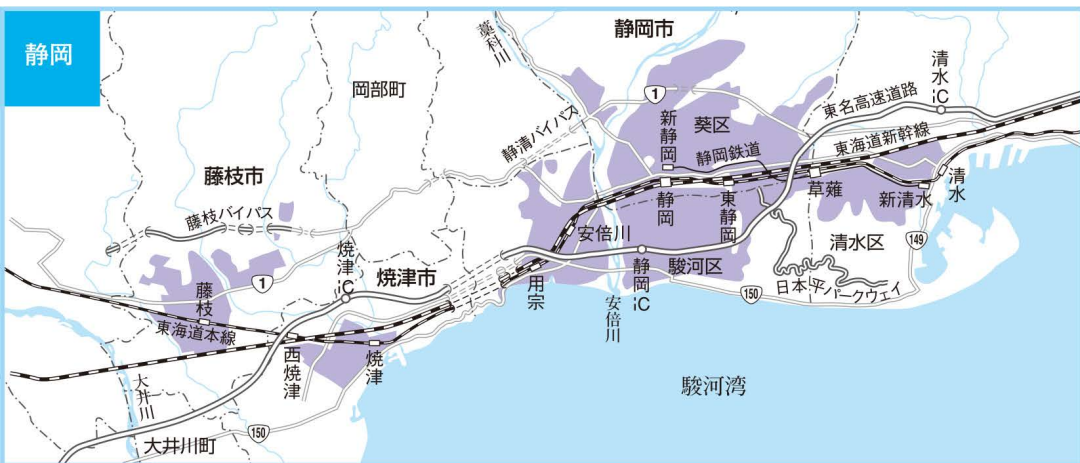 静岡
藁科川
静岡市
岡部町
1
清水IC
東名高速道路
葵区
新静岡
静清バイパス
静岡鉄道
東海道新幹線
藤枝市
清水
藤枝バイパス
静岡
東静岡
草薙
新清水
安倍川
焼津IC
149
清水区
焼津市
静岡IC
駿河区
1
用宗
150
日本平パークウェイ
150
藤枝
安倍川
東海道本線
西焼津
焼津
駿河湾
大井川
150
大井川町